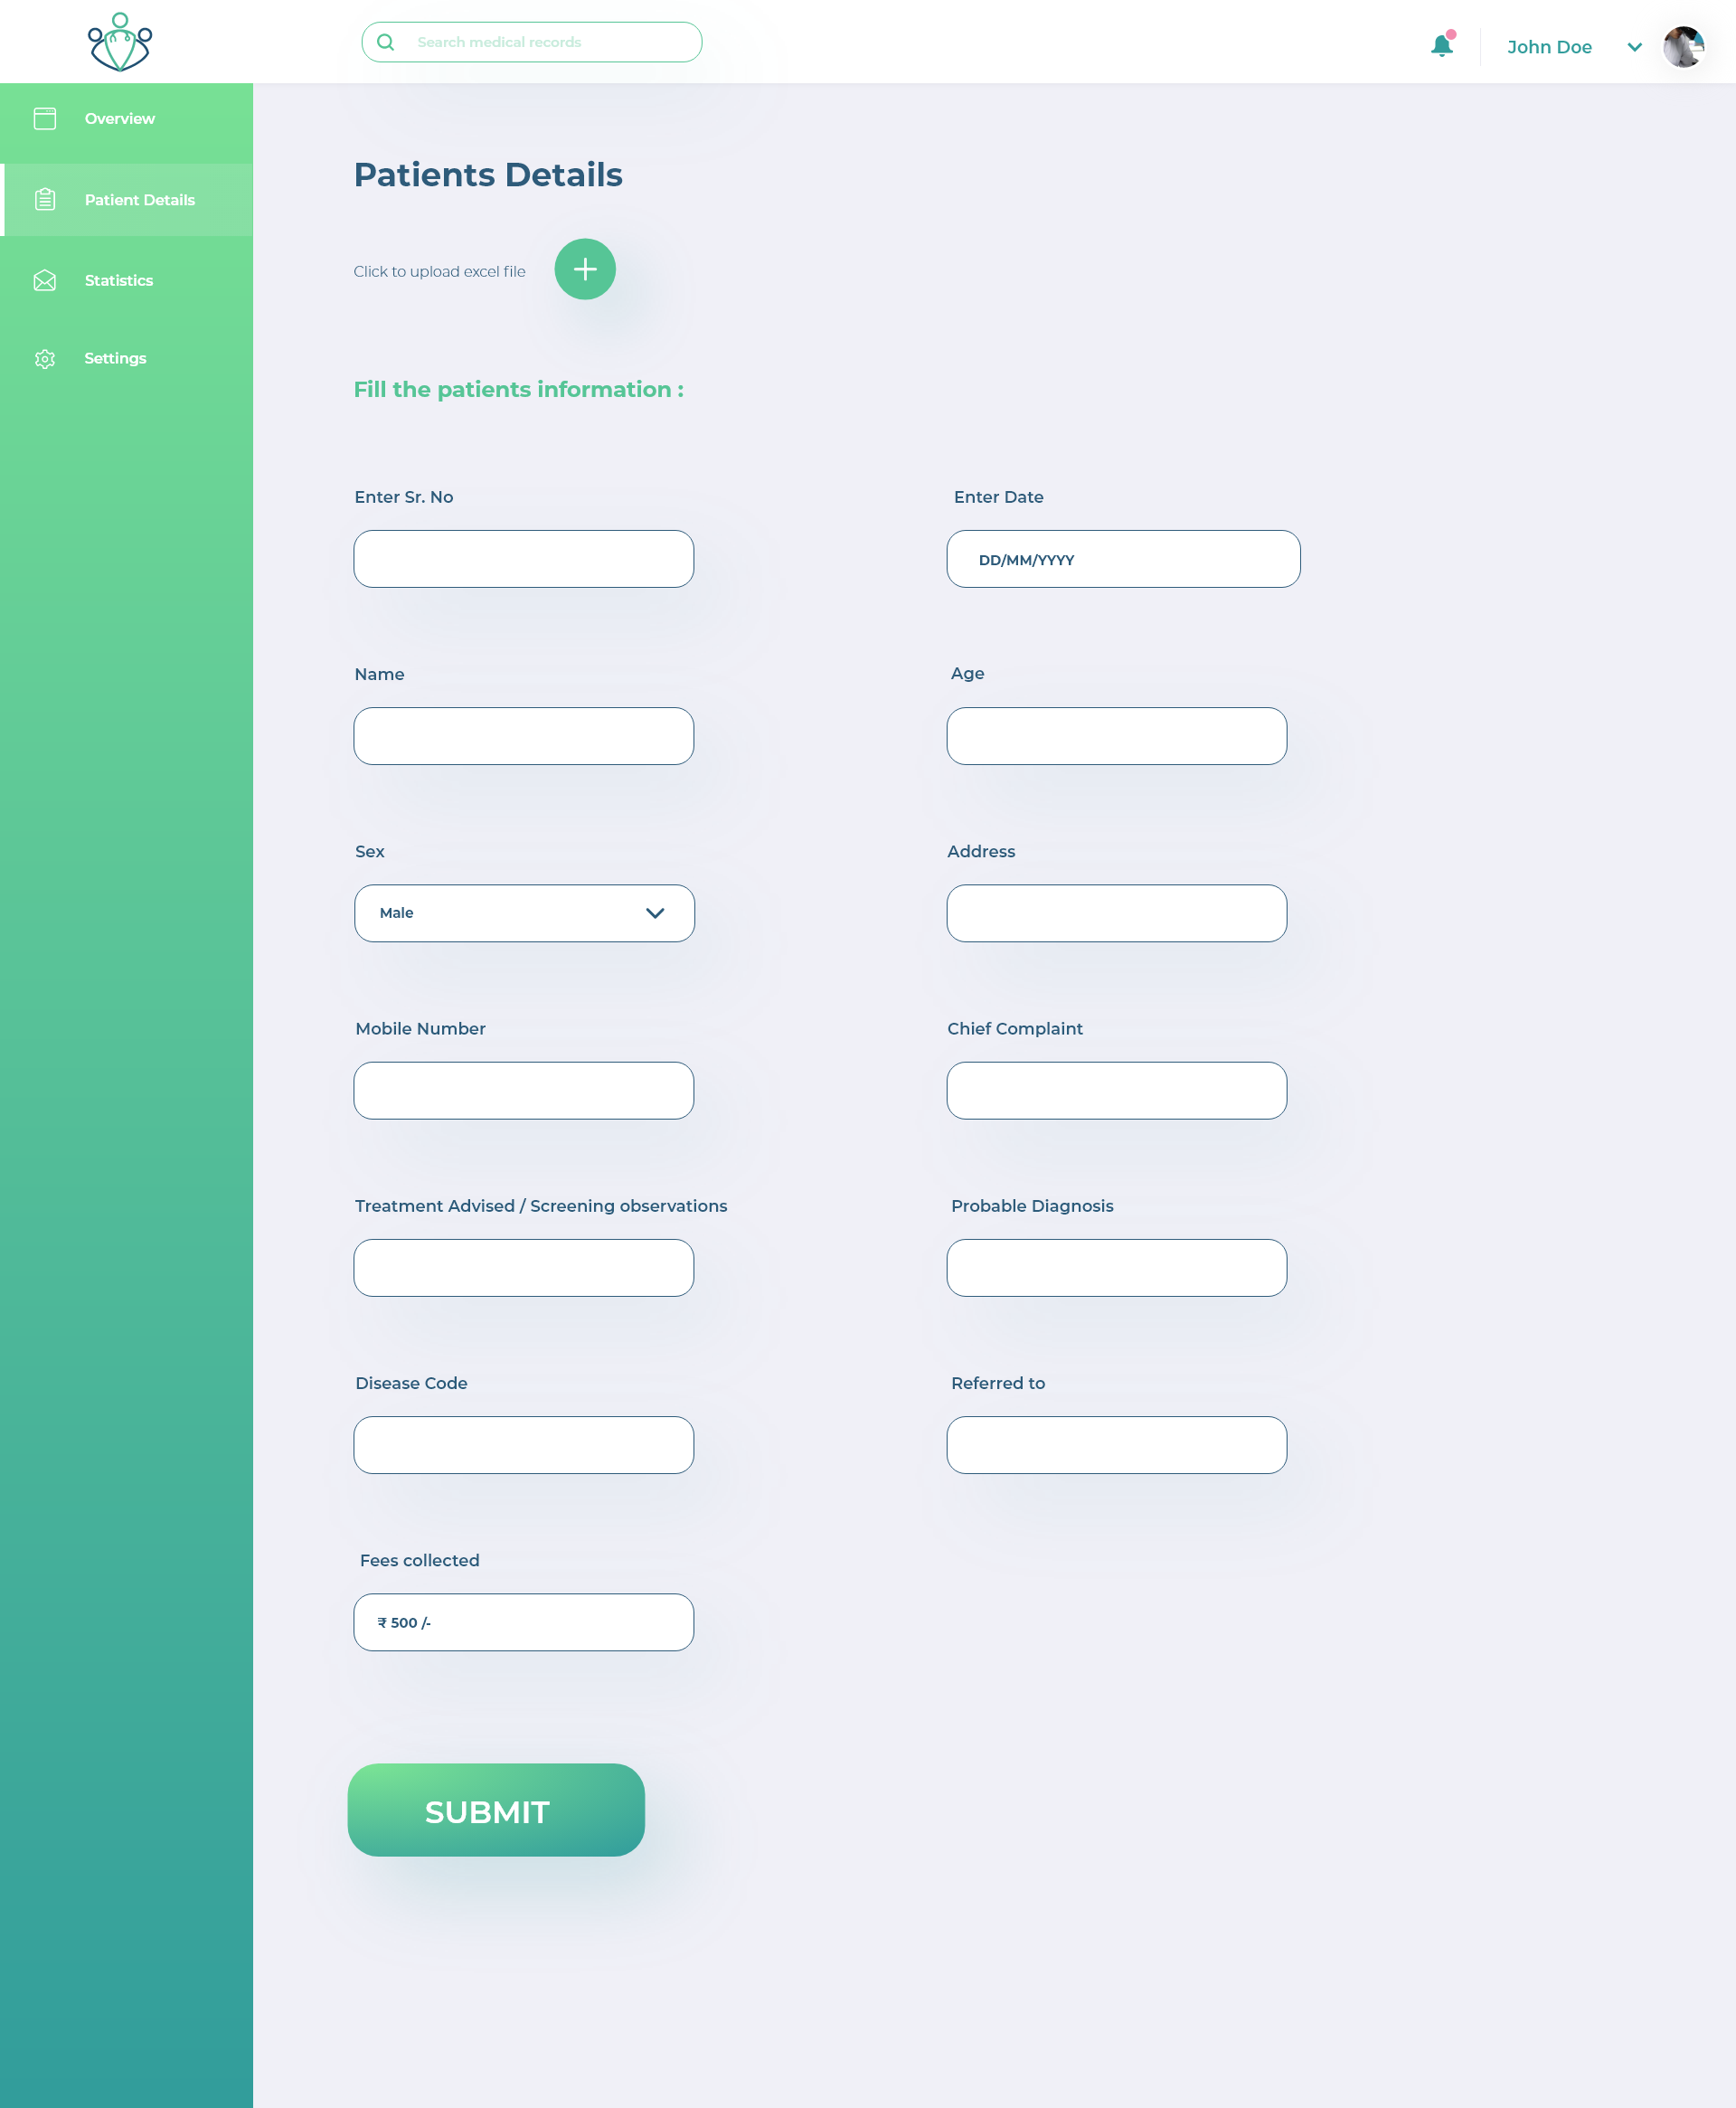 Search medical records
John Doe
Overview
Patient Details
Statistics
Settings
Patients Details
Click to upload excel file
Fill the patients information :
Enter Sr. No
Enter Date
DD/MM/YYYY
Name
Age
Sex
Address
Male
Mobile Number
Chief Complaint
Treatment Advised / Screening observations
Probable Diagnosis
Disease Code
Referred to
Fees collected
₹ 500 /-
SUBMIT